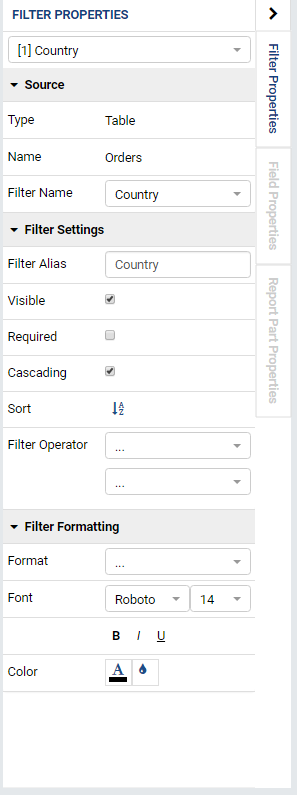 FILTER PROPERTIES
[1] Country
Source
Type Table
Name Orders
Filter Name Country
Filter Settings
Filter Alias Country
Visible
Required
Cascading
Sort AZ
Filter Operator ...
...
Filter Formatting
Format ...
Font Roboto 14
B I U
Color A
Filter Properties
Field Properties
Report Part Properties